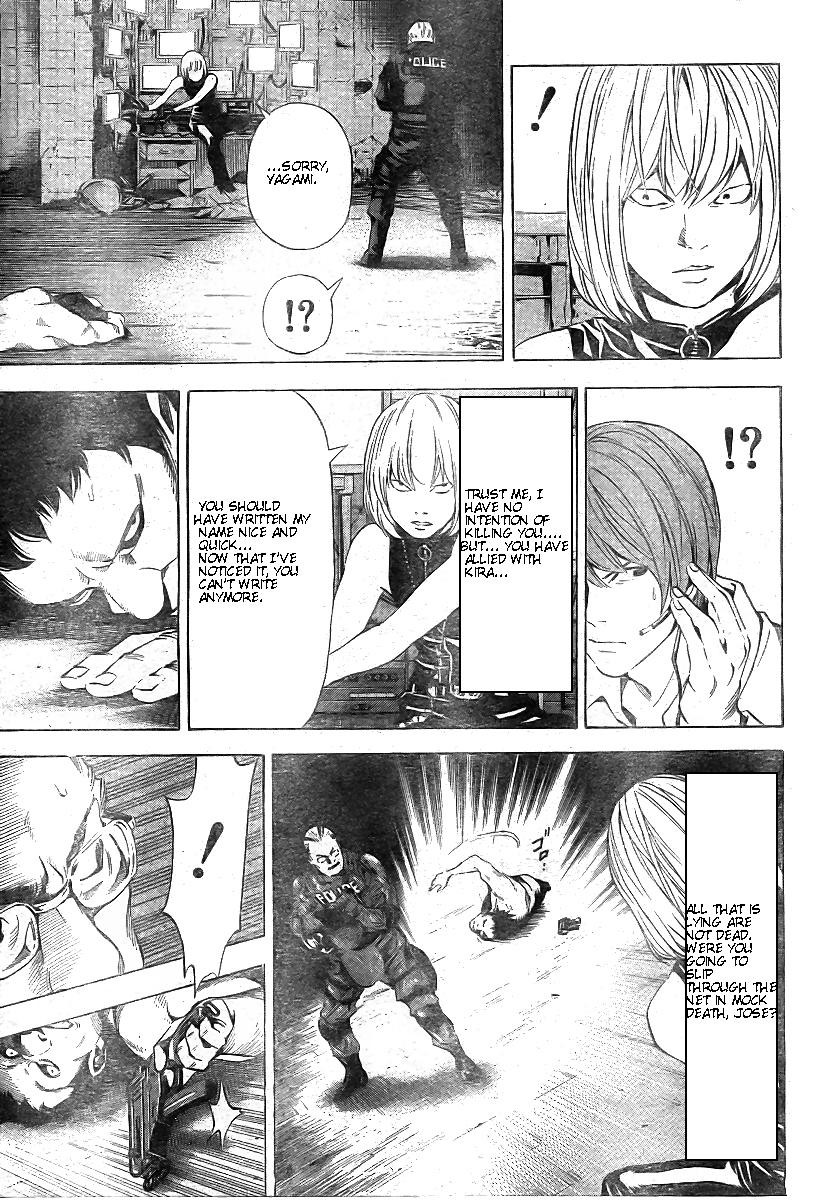 !
POLICE
...SORRY,
YAGAMI.
!?
!?
TRUST ME, I
HAVE NO
INTENTION OF
KILLING YOU....
BUT... YOU HAVE
ALLIED WITH
KIRA...
YOU SHOULD
HAVE WRITTEN MY
NAME NICE AND
QUICK...
NOW THAT I'VE
NOTICED IT, YOU
CAN'T WRITE
ANYMORE.
ALL THAT IS
LYING ARE
NOT DEAD.
WERE YOU
GOING TO
SLIP
THROUGH THE
NET IN MOCK
DEATH, JOSE?
ゴロ…
POLICE
!